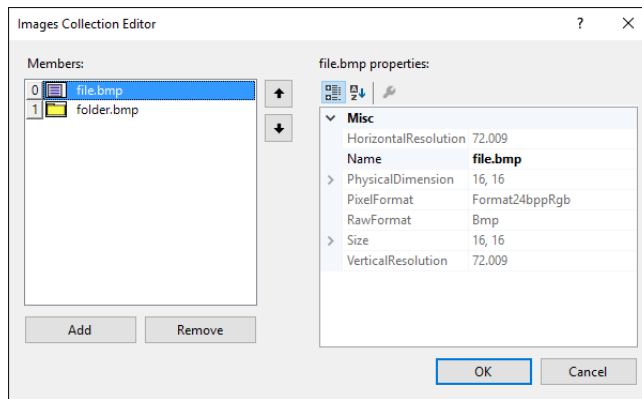 Images Collection Editor
?
Members:
0 file.bmp
1 folder.bmp
Add
Remove
file.bmp properties:
Misc
HorizontalResolution 72.009
Name file.bmp
PhysicalDimension 16, 16
PixelFormat Format24bppRgb
RawFormat Bmp
Size 16, 16
VerticalResolution 72.009
OK
Cancel